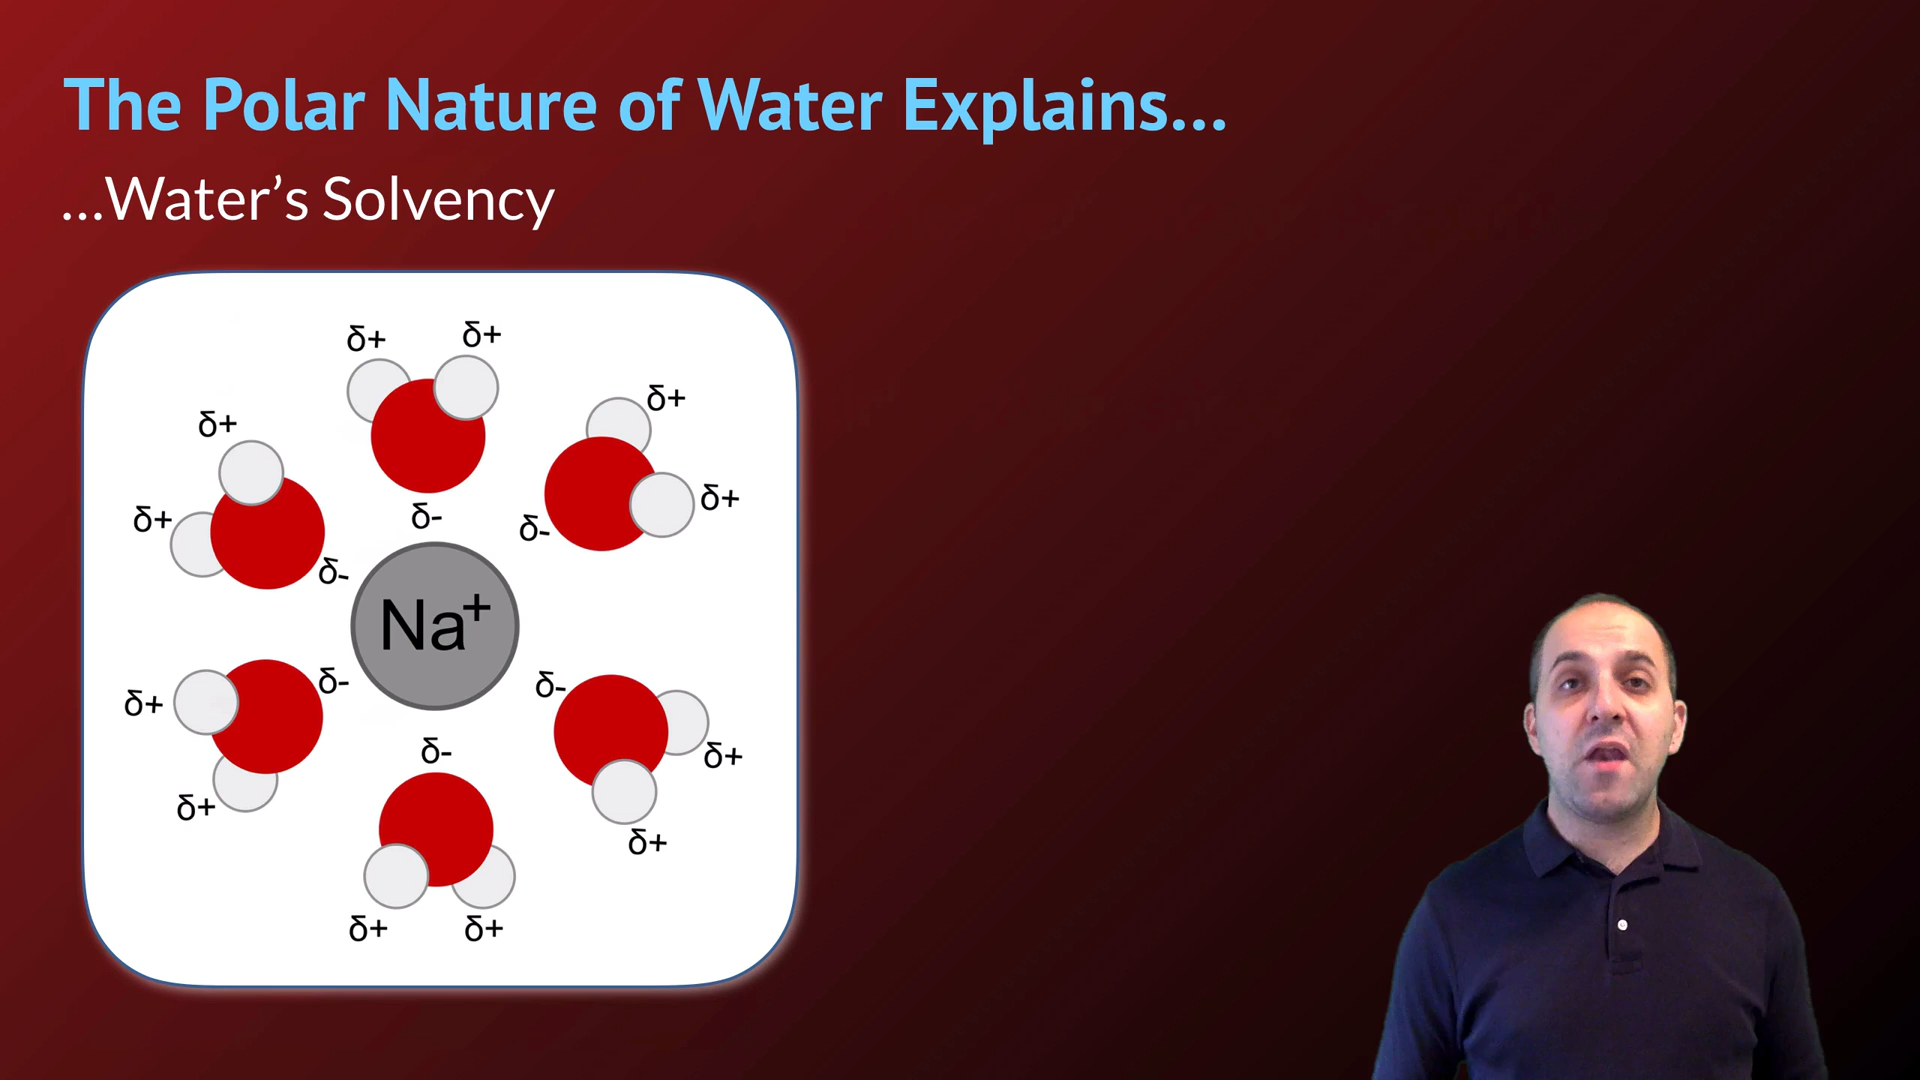 The Polar Nature of Water Explains...
...Water's Solvency
δ+ δ+
δ+
δ+
δ+
δ+
δ-
δ-
δ-
Na+
δ-
δ-
δ+
δ-
δ+
δ+
δ+
δ+ δ+